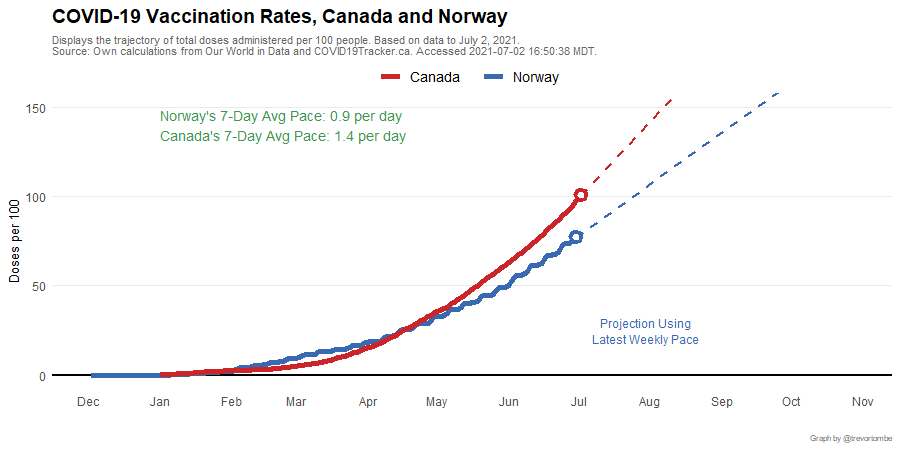 COVID-19 Vaccination Rates, Canada and Norway
Displays the trajectory of total doses administered per 100 people. Based on data to July 2, 2021.
Source: Own calculations from Our World in Data and COVID19Tracker.ca. Accessed 2021-07-02 16:50:38 MDT.
Canada Norway
Norway's 7-Day Avg Pace: 0.9 per day
Canada's 7-Day Avg Pace: 1.4 per day
150
100
50
0
Doses per 100
Projection Using
Latest Weekly Pace
Dec Jan Feb Mar Apr May Jun Jul Aug Sep Oct Nov
Graph by @trevortombe